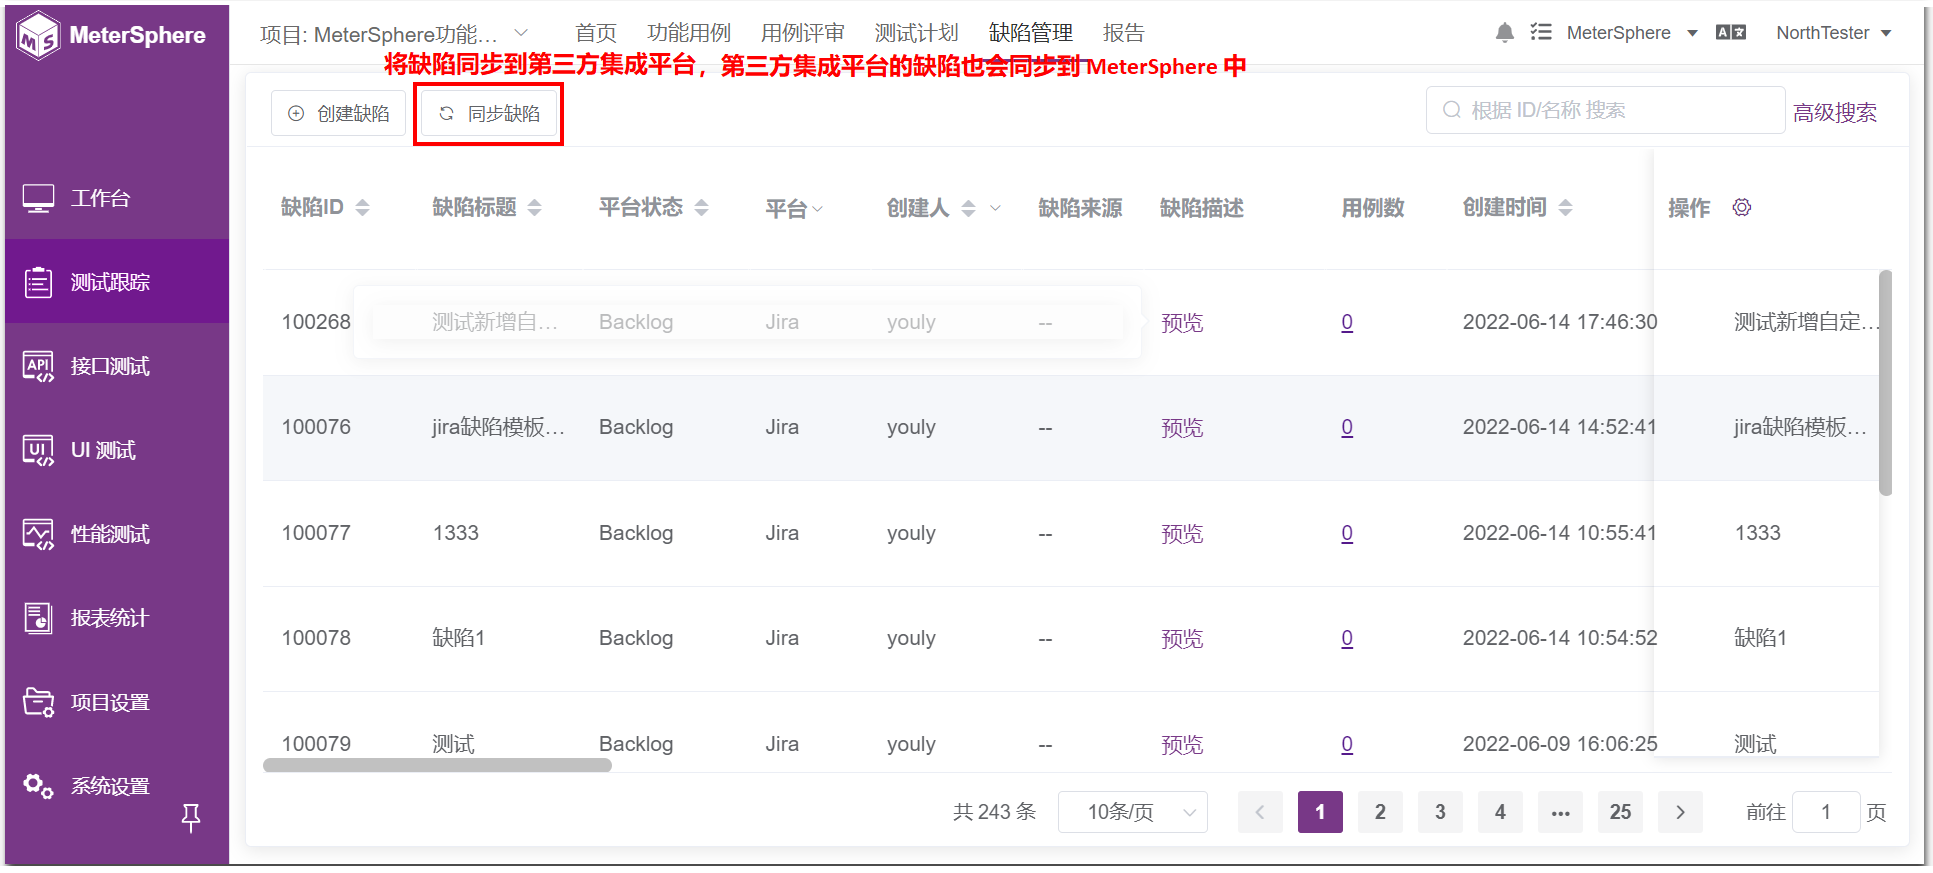 MeterSphere
项目: MeterSphere功能... 首页 功能用例 用例评审 测试计划 缺陷管理 报告 MeterSphere NorthTester
将缺陷同步到第三方集成平台，第三方集成平台的缺陷也会同步到 MeterSphere 中
创建缺陷 同步缺陷 根据 ID/名称 搜索 高级搜索
工作台
测试跟踪
接口测试
UI 测试
性能测试
报表统计
项目设置
系统设置
缺陷ID 缺陷标题 平台状态 平台 创建人 缺陷来源 缺陷描述 用例数 创建时间 操作
100268 测试新增自... Backlog Jira youly -- 预览 0 2022-06-14 17:46:30 测试新增自定...
100076 jira缺陷模板... Backlog Jira youly -- 预览 0 2022-06-14 14:52:41 jira缺陷模板...
100077 1333 Backlog Jira youly -- 预览 0 2022-06-14 10:55:41 1333
100078 缺陷1 Backlog Jira youly -- 预览 0 2022-06-14 10:54:52 缺陷1
100079 测试 Backlog Jira youly -- 预览 0 2022-06-09 16:06:25 测试
共 243 条 10条/页 1 2 3 4 ... 25 前往 1 页